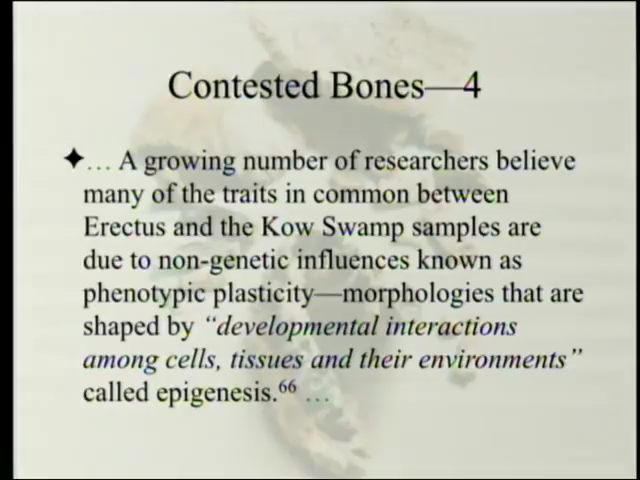 Contested Bones—4
✦… A growing number of researchers believe
many of the traits in common between
Erectus and the Kow Swamp samples are
due to non-genetic influences known as
phenotypic plasticity—morphologies that are
shaped by “developmental interactions
among cells, tissues and their environments”
called epigenesis.⁶⁶ …